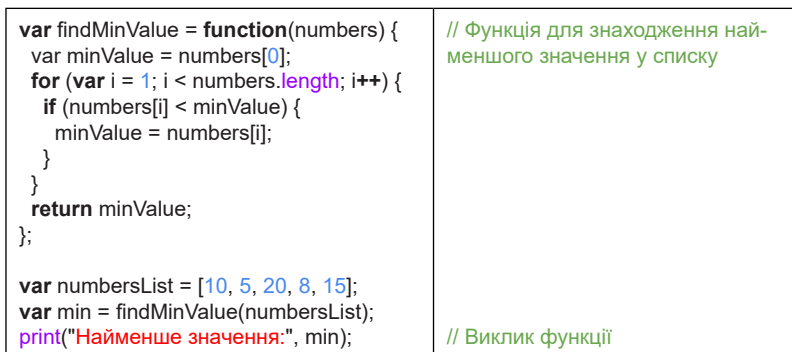 var findMinValue = function(numbers) {
var minValue = numbers[0];
for (var i = 1; i < numbers.length; i++) {
if (numbers[i] < minValue) {
minValue = numbers[i];
}
}
return minValue;
};
var numbersList = [10, 5, 20, 8, 15];
var min = findMinValue(numbersList);
print("Найменше значення:", min);
// Функція для знаходження най-
меншого значення у списку
// Виклик функції